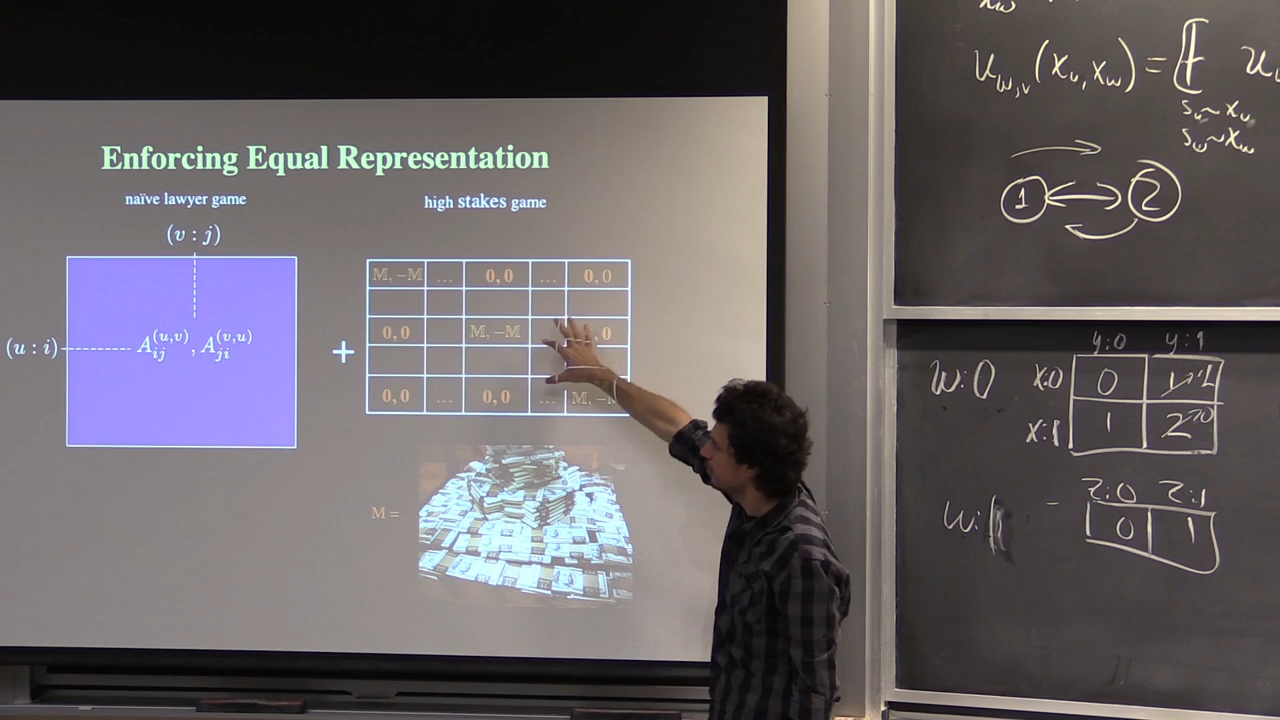 Enforcing Equal Representation
naïve lawyer game
high stakes game
(v : j)
(u : i)
A_{ij}^{(u,v)}, A_{ji}^{(v,u)}
+
M, −M … 0, 0 … 0, 0
0, 0 M, −M , 0
0, 0 … 0, 0 … M, −M
M =
x_w
u_{w,v}(x_v, x_w) = E u
s_v ~ x_v
s_w ~ x_w
1 2
y:0 y:1
w:0 x:0 0
x:1 1
z:0 z:1
w: 0 1